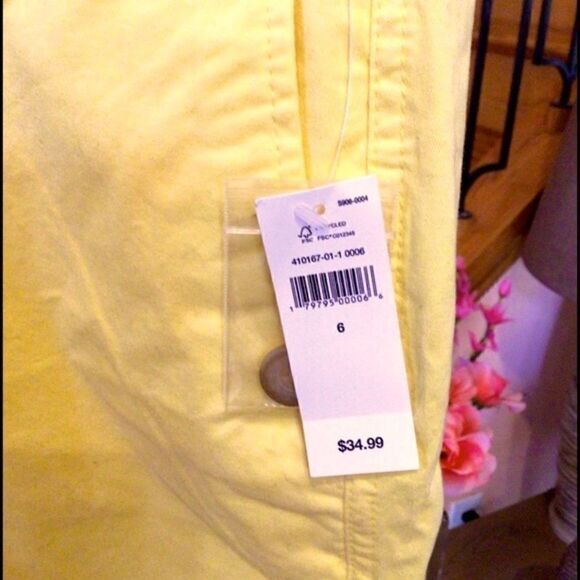 S906-0004
RECYCLED
FSC FSC® C012345
410167-01-1 0006
1 79795 00006 6
6
$34.99